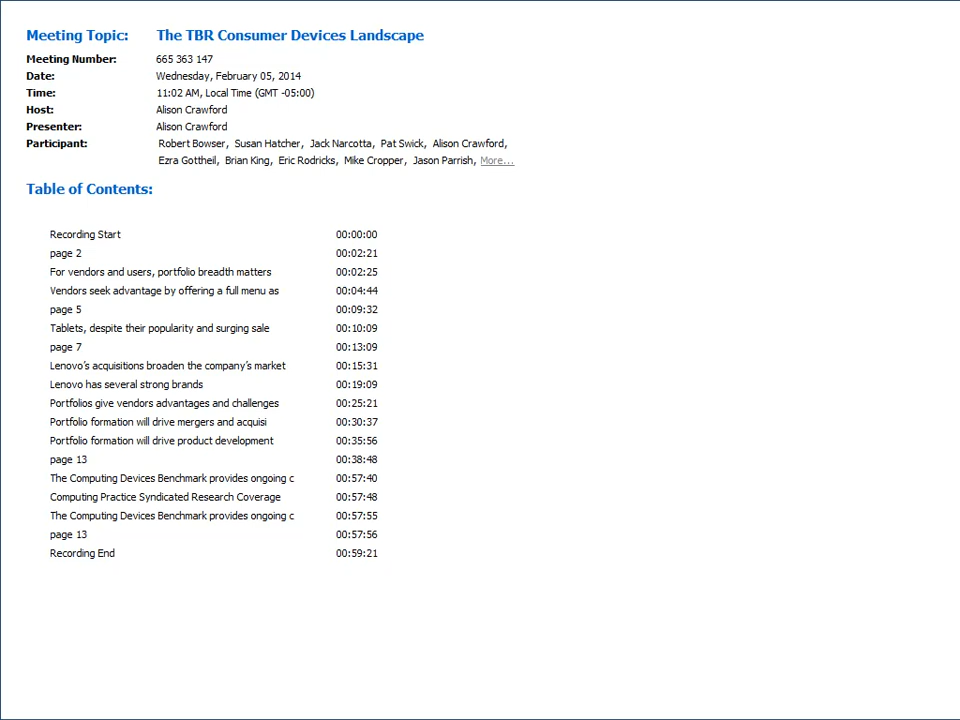 Meeting Topic: The TBR Consumer Devices Landscape
Meeting Number: 665 363 147
Date: Wednesday, February 05, 2014
Time: 11:02 AM, Local Time (GMT -05:00)
Host: Alison Crawford
Presenter: Alison Crawford
Participant: Robert Bowser, Susan Hatcher, Jack Narcotta, Pat Swick, Alison Crawford,
Ezra Gottheil, Brian King, Eric Rodricks, Mike Cropper, Jason Parrish, More...
Table of Contents:
Recording Start 00:00:00
page 2 00:02:21
For vendors and users, portfolio breadth matters 00:02:25
Vendors seek advantage by offering a full menu as 00:04:44
page 5 00:09:32
Tablets, despite their popularity and surging sale 00:10:09
page 7 00:13:09
Lenovo’s acquisitions broaden the company’s market 00:15:31
Lenovo has several strong brands 00:19:09
Portfolios give vendors advantages and challenges 00:25:21
Portfolio formation will drive mergers and acquisi 00:30:37
Portfolio formation will drive product development 00:35:56
page 13 00:38:48
The Computing Devices Benchmark provides ongoing c 00:57:40
Computing Practice Syndicated Research Coverage 00:57:48
The Computing Devices Benchmark provides ongoing c 00:57:55
page 13 00:57:56
Recording End 00:59:21